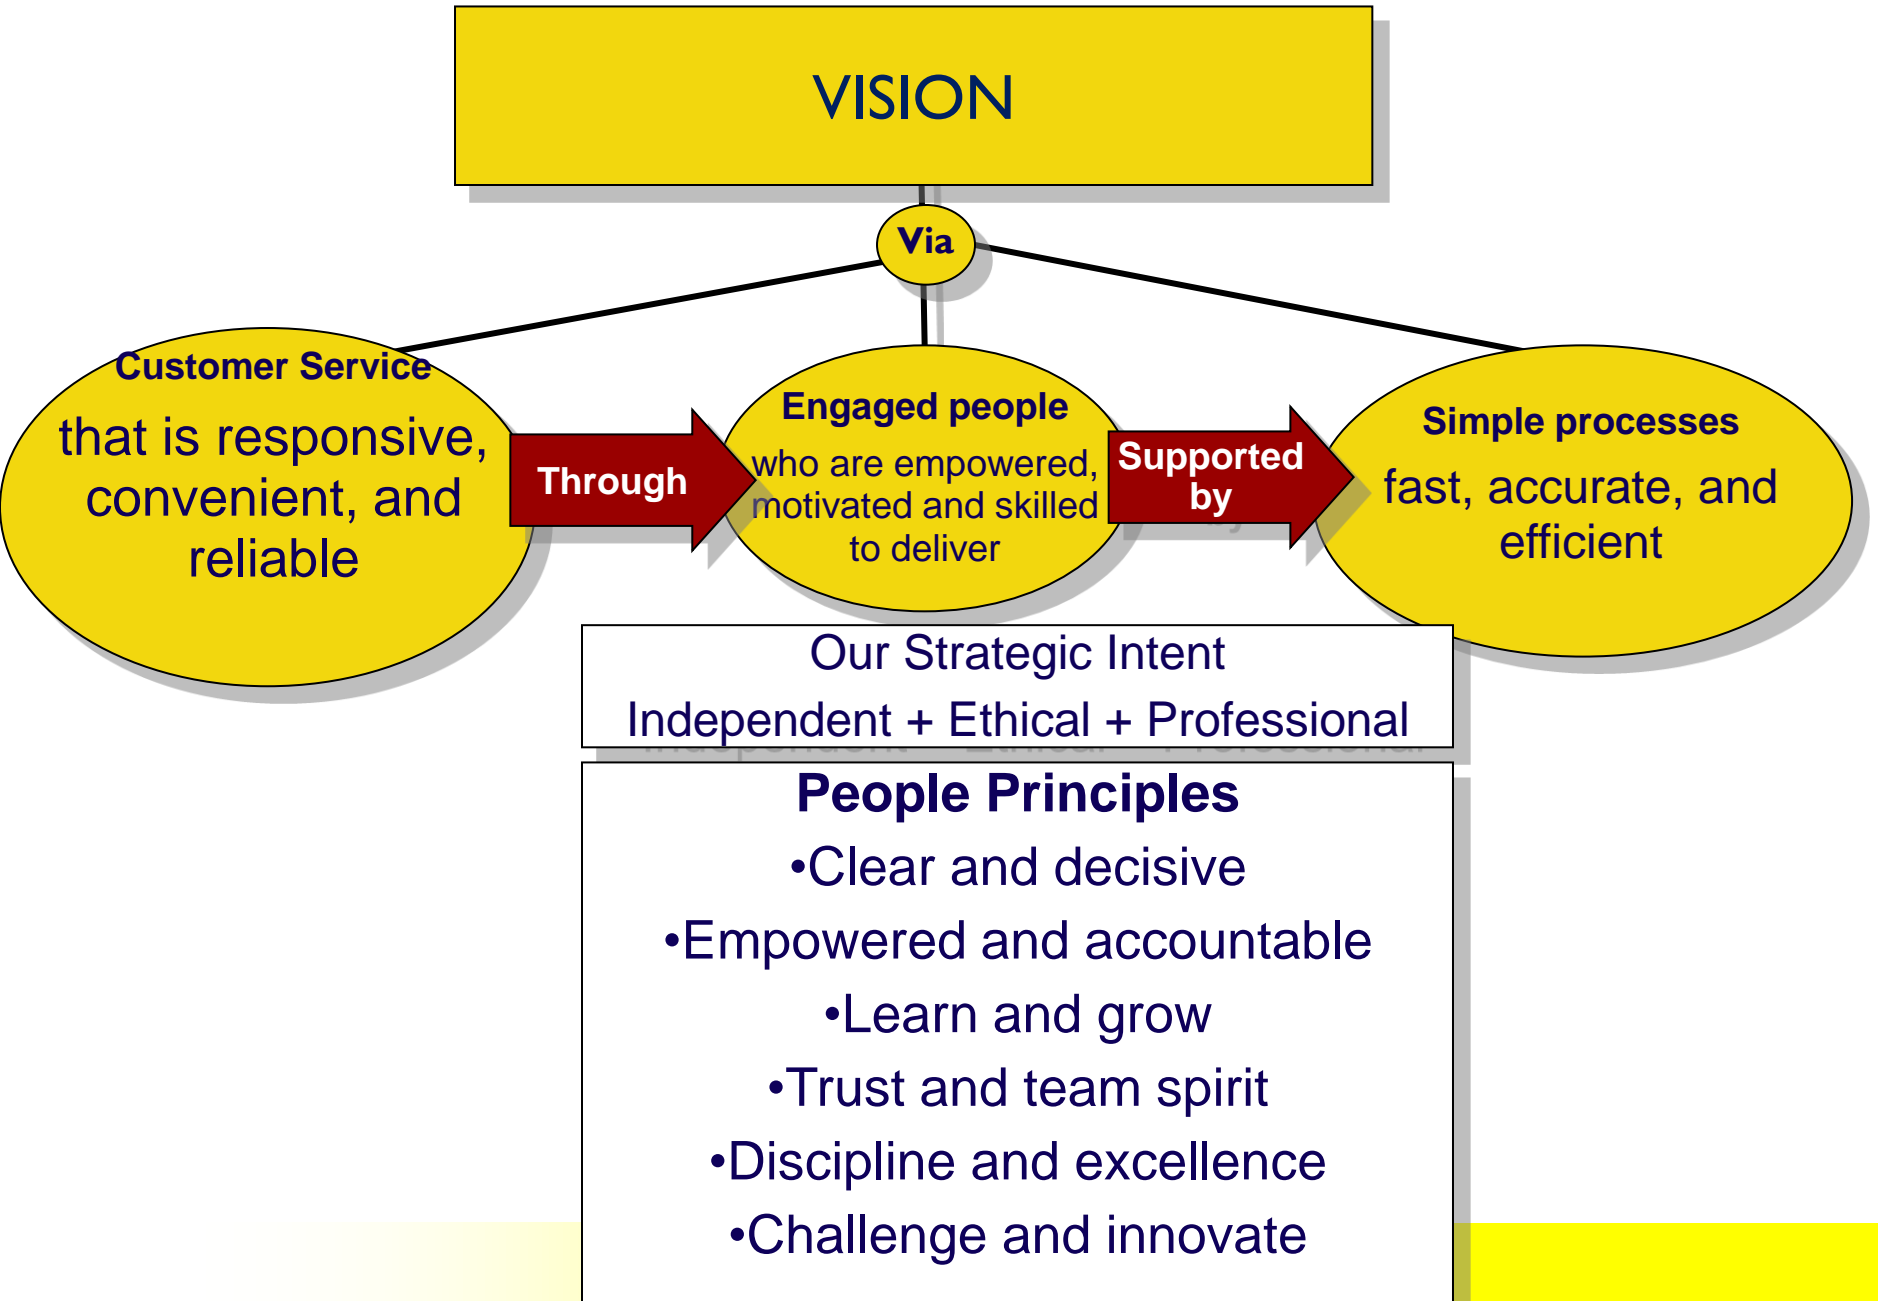 VISION
Via
Customer Service
that is responsive,
convenient, and
reliable
Through
Engaged people
who are empowered,
motivated and skilled
to deliver
Supported
by
Simple processes
fast, accurate, and
efficient
Our Strategic Intent
Independent + Ethical + Professional
People Principles
•Clear and decisive
•Empowered and accountable
•Learn and grow
•Trust and team spirit
•Discipline and excellence
•Challenge and innovate